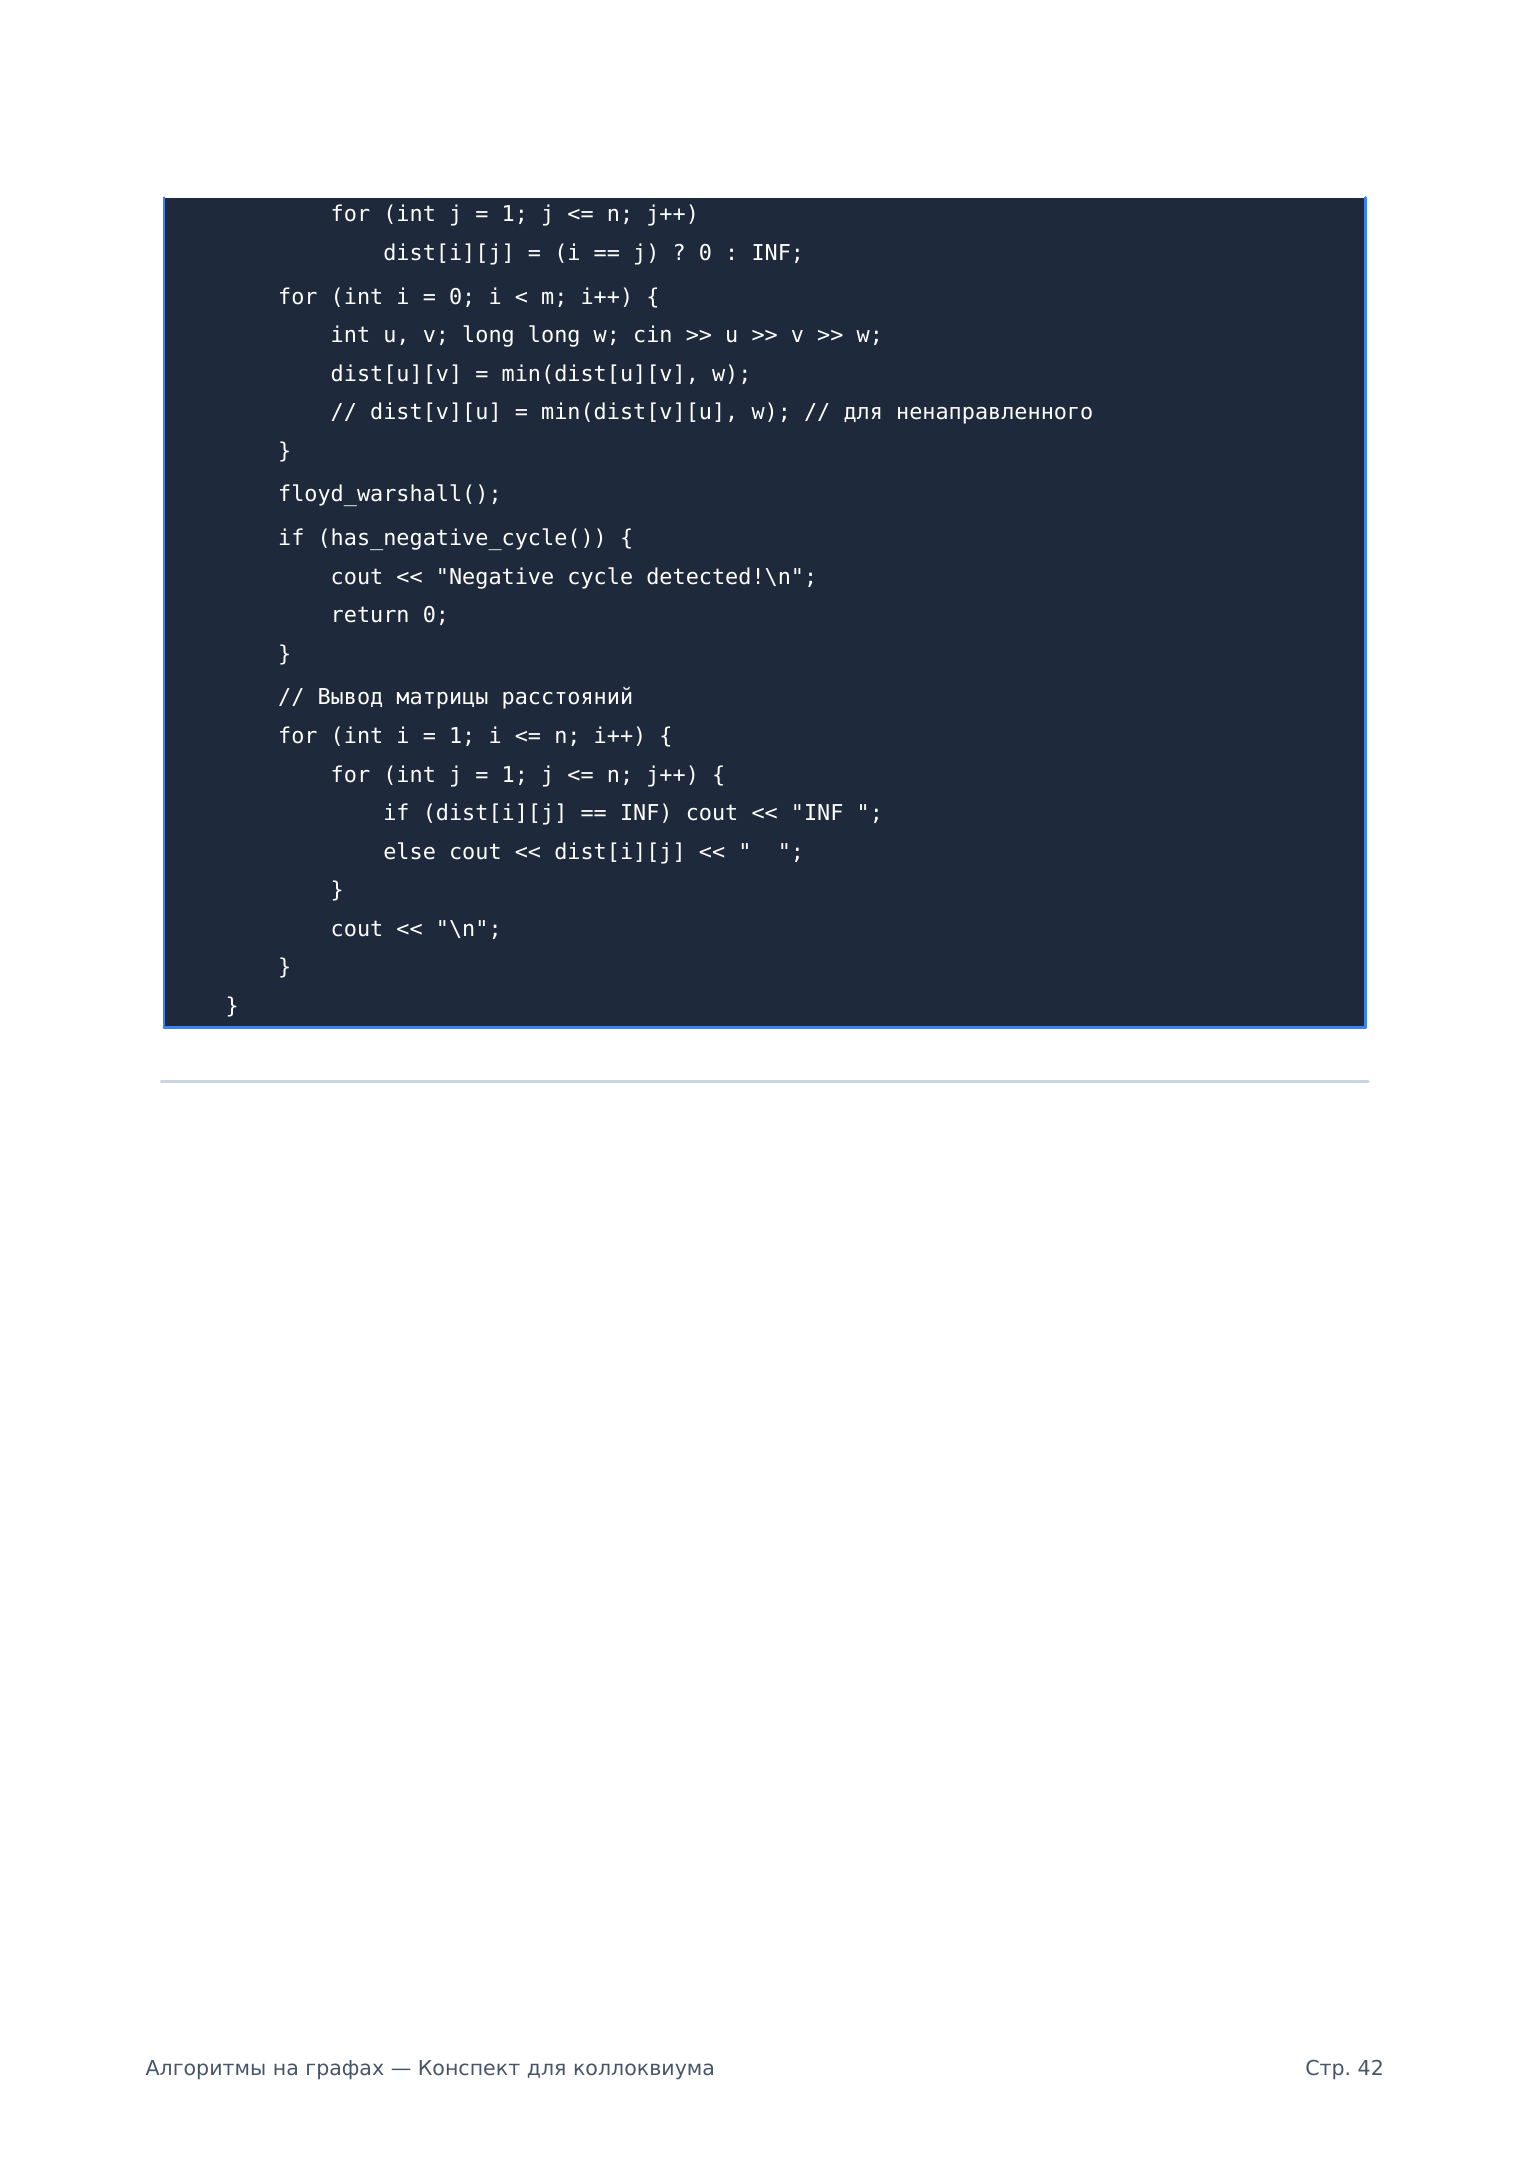 for (int j = 1; j <= n; j++)
                dist[i][j] = (i == j) ? 0 : INF;
        for (int i = 0; i < m; i++) {
            int u, v; long long w; cin >> u >> v >> w;
            dist[u][v] = min(dist[u][v], w);
            // dist[v][u] = min(dist[v][u], w); // для ненаправленного
        }
        floyd_warshall();
        if (has_negative_cycle()) {
            cout << "Negative cycle detected!\n";
            return 0;
        }
        // Вывод матрицы расстояний
        for (int i = 1; i <= n; i++) {
            for (int j = 1; j <= n; j++) {
                if (dist[i][j] == INF) cout << "INF ";
                else cout << dist[i][j] << "  ";
            }
            cout << "\n";
        }
    }
Алгоритмы на графах — Конспект для коллоквиума
Стр. 42